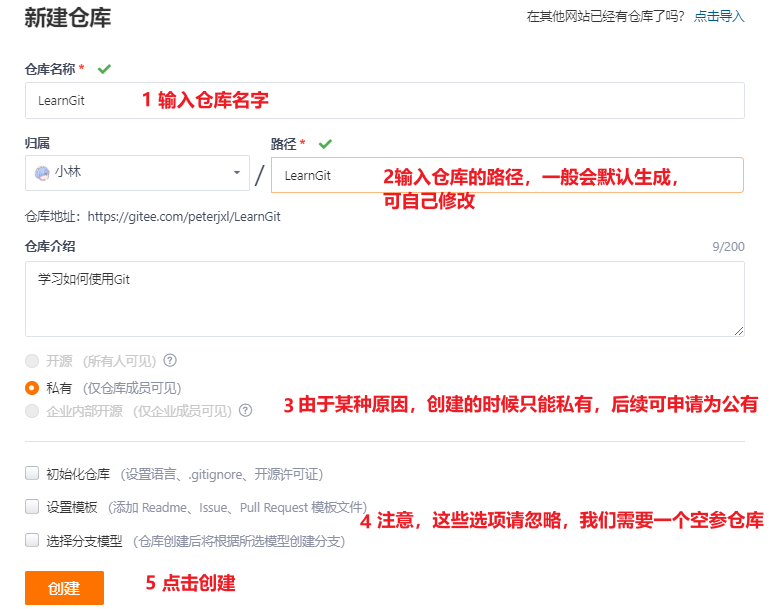 新建仓库
在其他网站已经有仓库了吗？ 点击导入
仓库名称 *
LearnGit
1 输入仓库名字
归属
路径 *
小林
/
LearnGit
2输入仓库的路径，一般会默认生成，
可自己修改
仓库地址：https://gitee.com/peterjxl/LearnGit
仓库介绍
9/200
学习如何使用Git
开源 (所有人可见) ?
私有 (仅仓库成员可见)
企业内部开源 (仅企业成员可见) ?
3 由于某种原因，创建的时候只能私有，后续可申请为公有
初始化仓库 (设置语言、.gitignore、开源许可证)
设置模板 (添加 Readme、Issue、Pull Request 模板文件)
4 注意，这些选项请忽略，我们需要一个空参仓库
选择分支模型 (仓库创建后将根据所选模型创建分支)
创建
5 点击创建